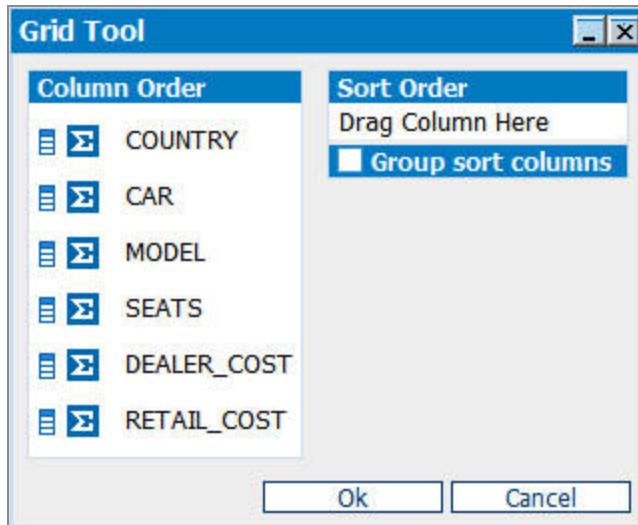 Grid Tool
Column Order
COUNTRY
CAR
MODEL
SEATS
DEALER_COST
RETAIL_COST
Sort Order
Drag Column Here
Group sort columns
Ok
Cancel